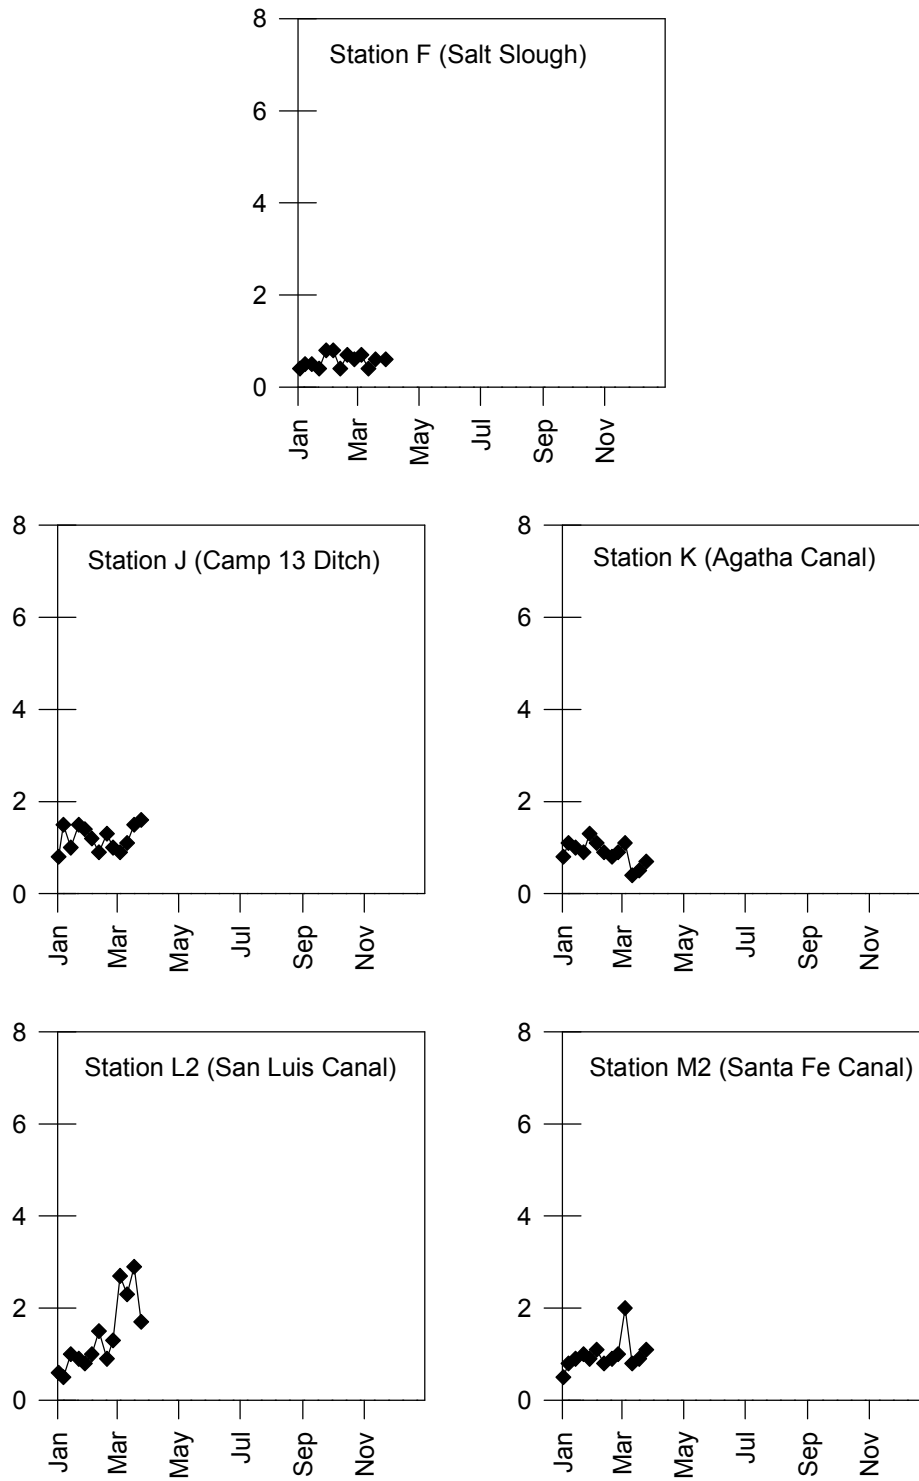 8
Station F (Salt Slough)
6
4
2
0
Jan
Mar
May
Jul
Sep
Nov
8
Station J (Camp 13 Ditch)
6
4
2
0
Jan
Mar
May
Jul
Sep
Nov
8
Station K (Agatha Canal)
6
4
2
0
Jan
Mar
May
Jul
Sep
Nov
8
Station L2 (San Luis Canal)
6
4
2
0
Jan
Mar
May
Jul
Sep
Nov
8
Station M2 (Santa Fe Canal)
6
4
2
0
Jan
Mar
May
Jul
Sep
Nov